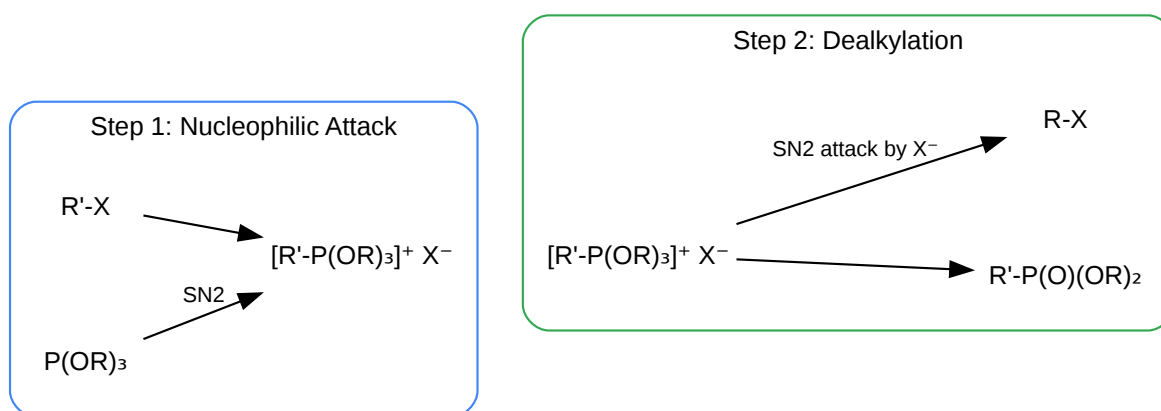 Step 1: Nucleophilic Attack
R'-X
[R'-P(OR)₃]⁺ X⁻
SN2
P(OR)₃
Step 2: Dealkylation
R-X
SN2 attack by X⁻
[R'-P(OR)₃]⁺ X⁻
R'-P(O)(OR)₂